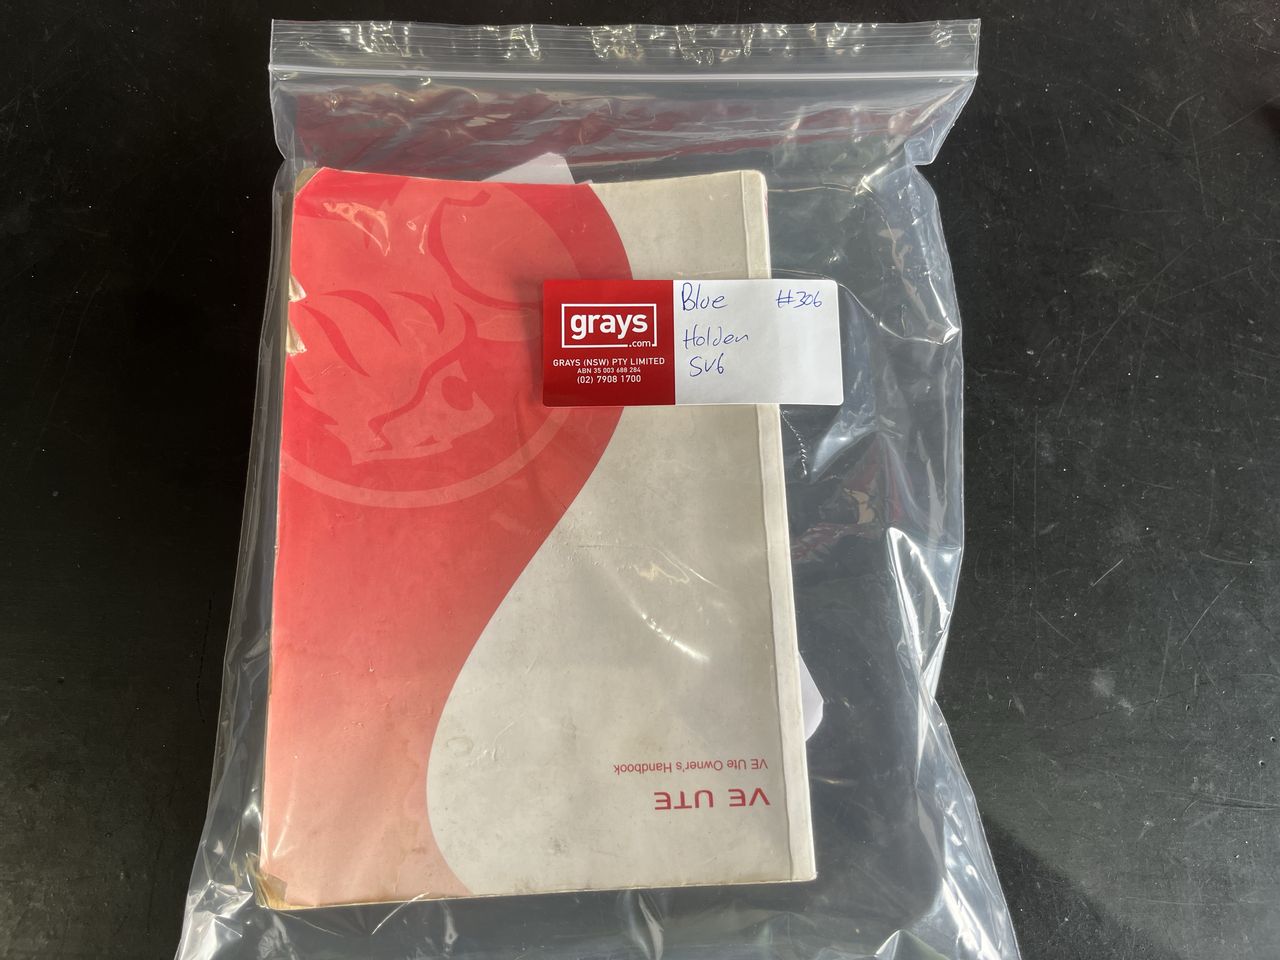 Blue #306
Holden
SV6
grays
.com
GRAYS (NSW) PTY LIMITED
ABN 35 003 688 284
(02) 7908 1700
VE UTE
VE Ute Owner's Handbook